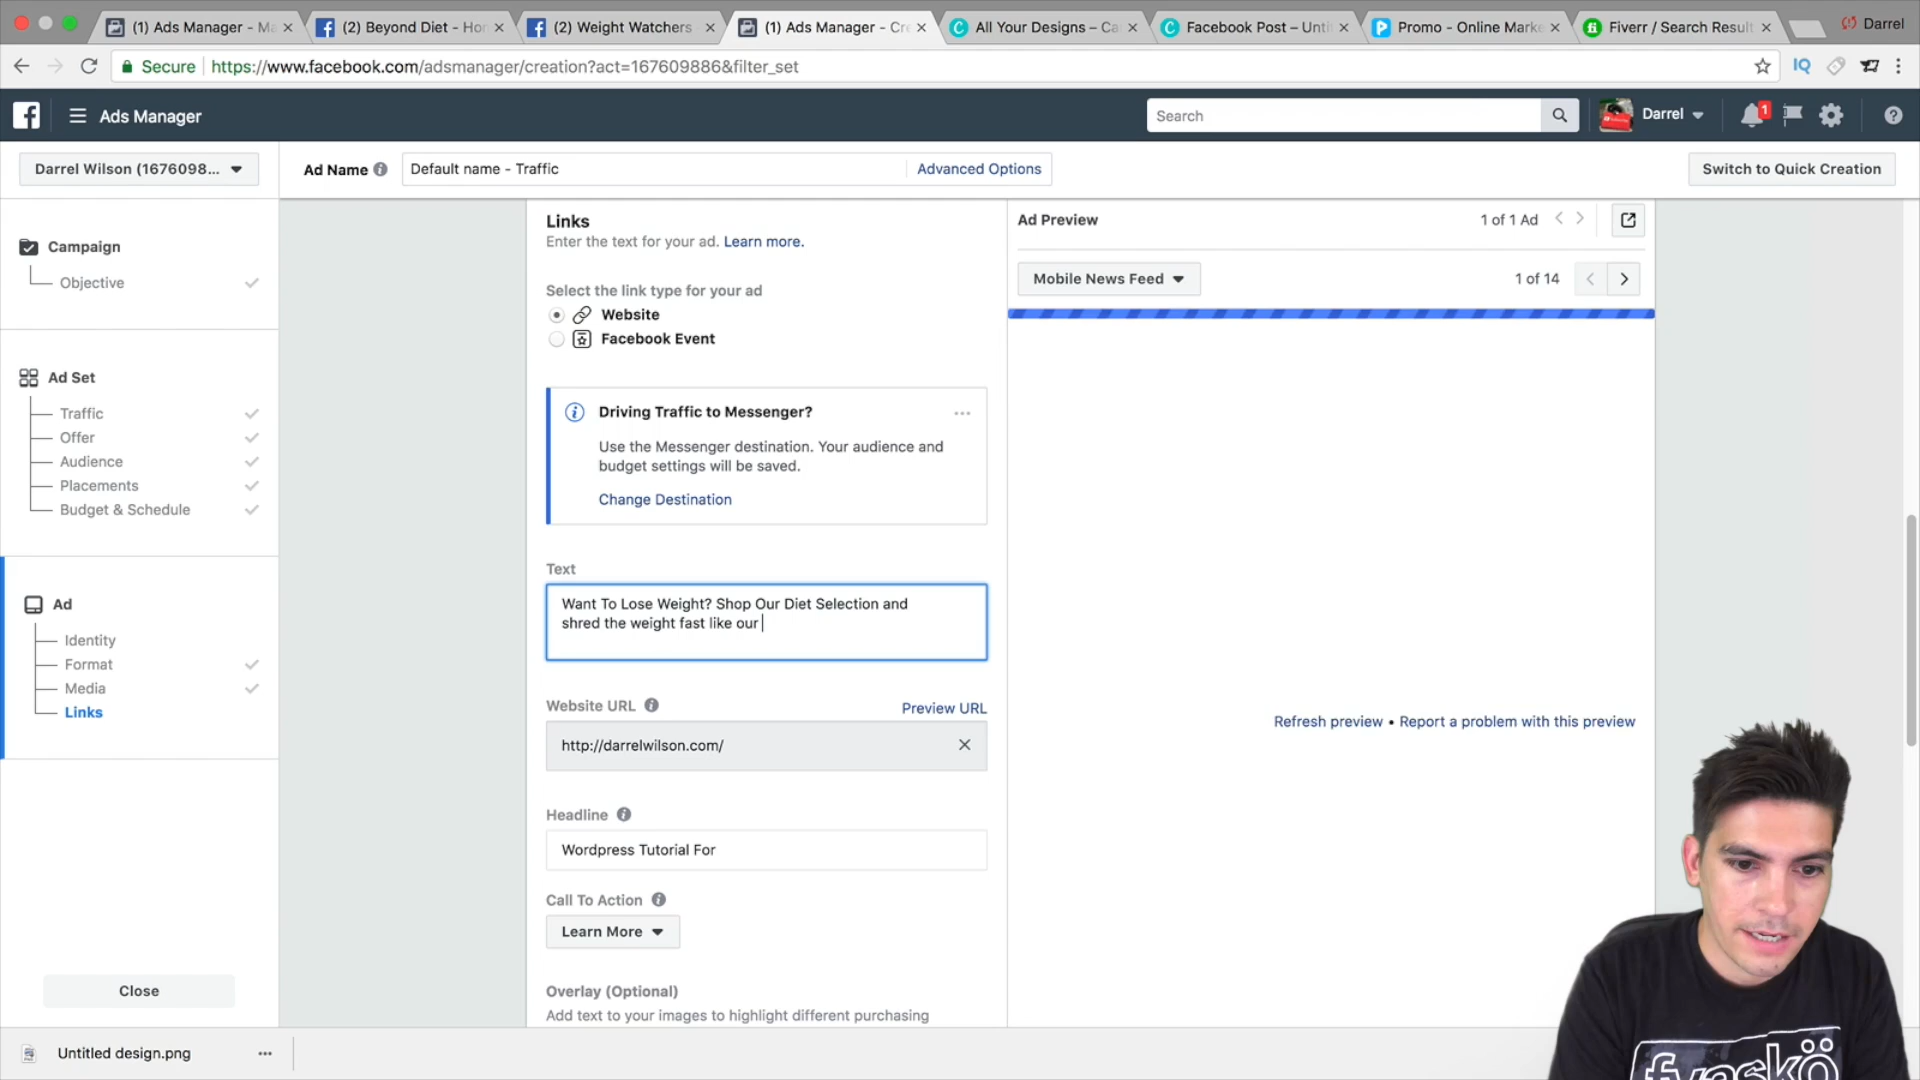 (1) Ads Manager - Ma
(2) Beyond Diet - Hon
(2) Weight Watchers
(1) Ads Manager - Cre
All Your Designs – Ca
Facebook Post – Unti
Promo - Online Marke
Fiverr / Search Result
Darrel
Secure
https://www.facebook.com/adsmanager/creation?act=167609886&filter_set
IQ
Ads Manager
Search
Darrel
1
Darrel Wilson (1676098...
Ad Name
Default name - Traffic
Advanced Options
Switch to Quick Creation
Campaign
Objective
Ad Set
Traffic
Offer
Audience
Placements
Budget & Schedule
Ad
Identity
Format
Media
Links
Close
Links
Enter the text for your ad. Learn more.
Select the link type for your ad
Website
Facebook Event
Driving Traffic to Messenger?
Use the Messenger destination. Your audience and
budget settings will be saved.
Change Destination
Text
Want To Lose Weight? Shop Our Diet Selection and
shred the weight fast like our
Website URL
Preview URL
http://darrelwilson.com/
Headline
Wordpress Tutorial For
Call To Action
Learn More
Overlay (Optional)
Add text to your images to highlight different purchasing
Ad Preview
1 of 1 Ad
Mobile News Feed
1 of 14
Refresh preview • Report a problem with this preview
Untitled design.png